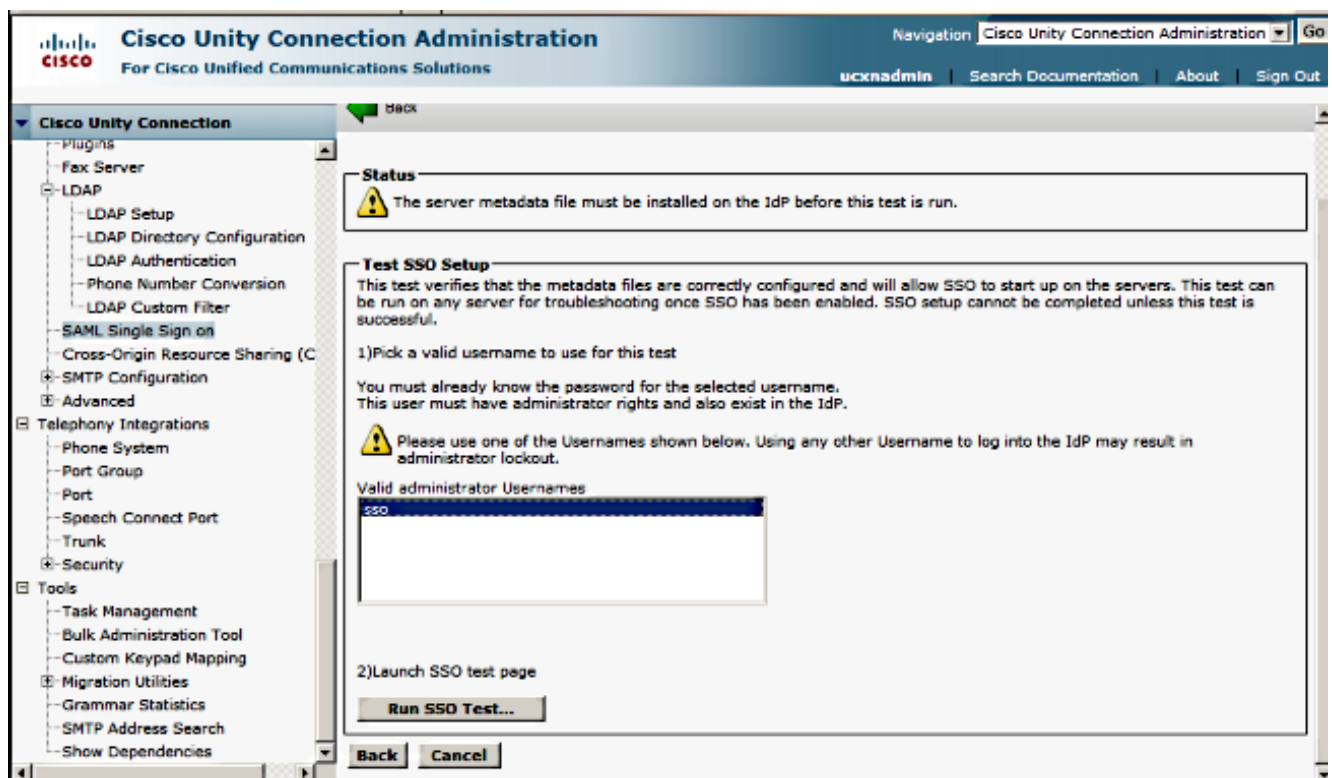 Cisco Unity Connection Administration
For Cisco Unified Communications Solutions
CISCO
Navigation Cisco Unity Connection Administration Go
ucxnadmin | Search Documentation | About | Sign Out
Cisco Unity Connection
Plugins
Fax Server
LDAP
LDAP Setup
LDAP Directory Configuration
LDAP Authentication
Phone Number Conversion
LDAP Custom Filter
SAML Single Sign on
Cross-Origin Resource Sharing (C
SMTP Configuration
Advanced
Telephony Integrations
Phone System
Port Group
Port
Speech Connect Port
Trunk
Security
Tools
Task Management
Bulk Administration Tool
Custom Keypad Mapping
Migration Utilities
Grammar Statistics
SMTP Address Search
Show Dependencies
Back
Status
The server metadata file must be installed on the IdP before this test is run.
Test SSO Setup
This test verifies that the metadata files are correctly configured and will allow SSO to start up on the servers. This test can
be run on any server for troubleshooting once SSO has been enabled. SSO setup cannot be completed unless this test is
successful.
1)Pick a valid username to use for this test
You must already know the password for the selected username.
This user must have administrator rights and also exist in the IdP.
Please use one of the Usernames shown below. Using any other Username to log into the IdP may result in
administrator lockout.
Valid administrator Usernames
sso
2)Launch SSO test page
Run SSO Test...
Back Cancel